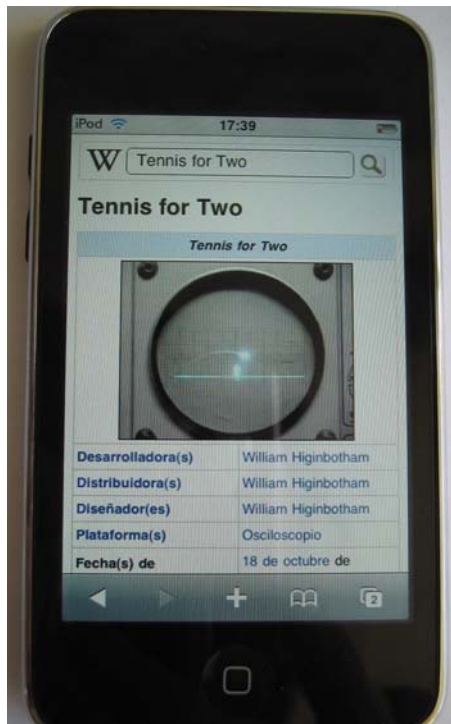 iPod 17:39
W Tennis for Two
Tennis for Two
Tennis for Two
Desarrolladora(s) William Higinbotham
Distribuidora(s) William Higinbotham
Diseñador(es) William Higinbotham
Plataforma(s) Osciloscopio
Fecha(s) de 18 de octubre de
2